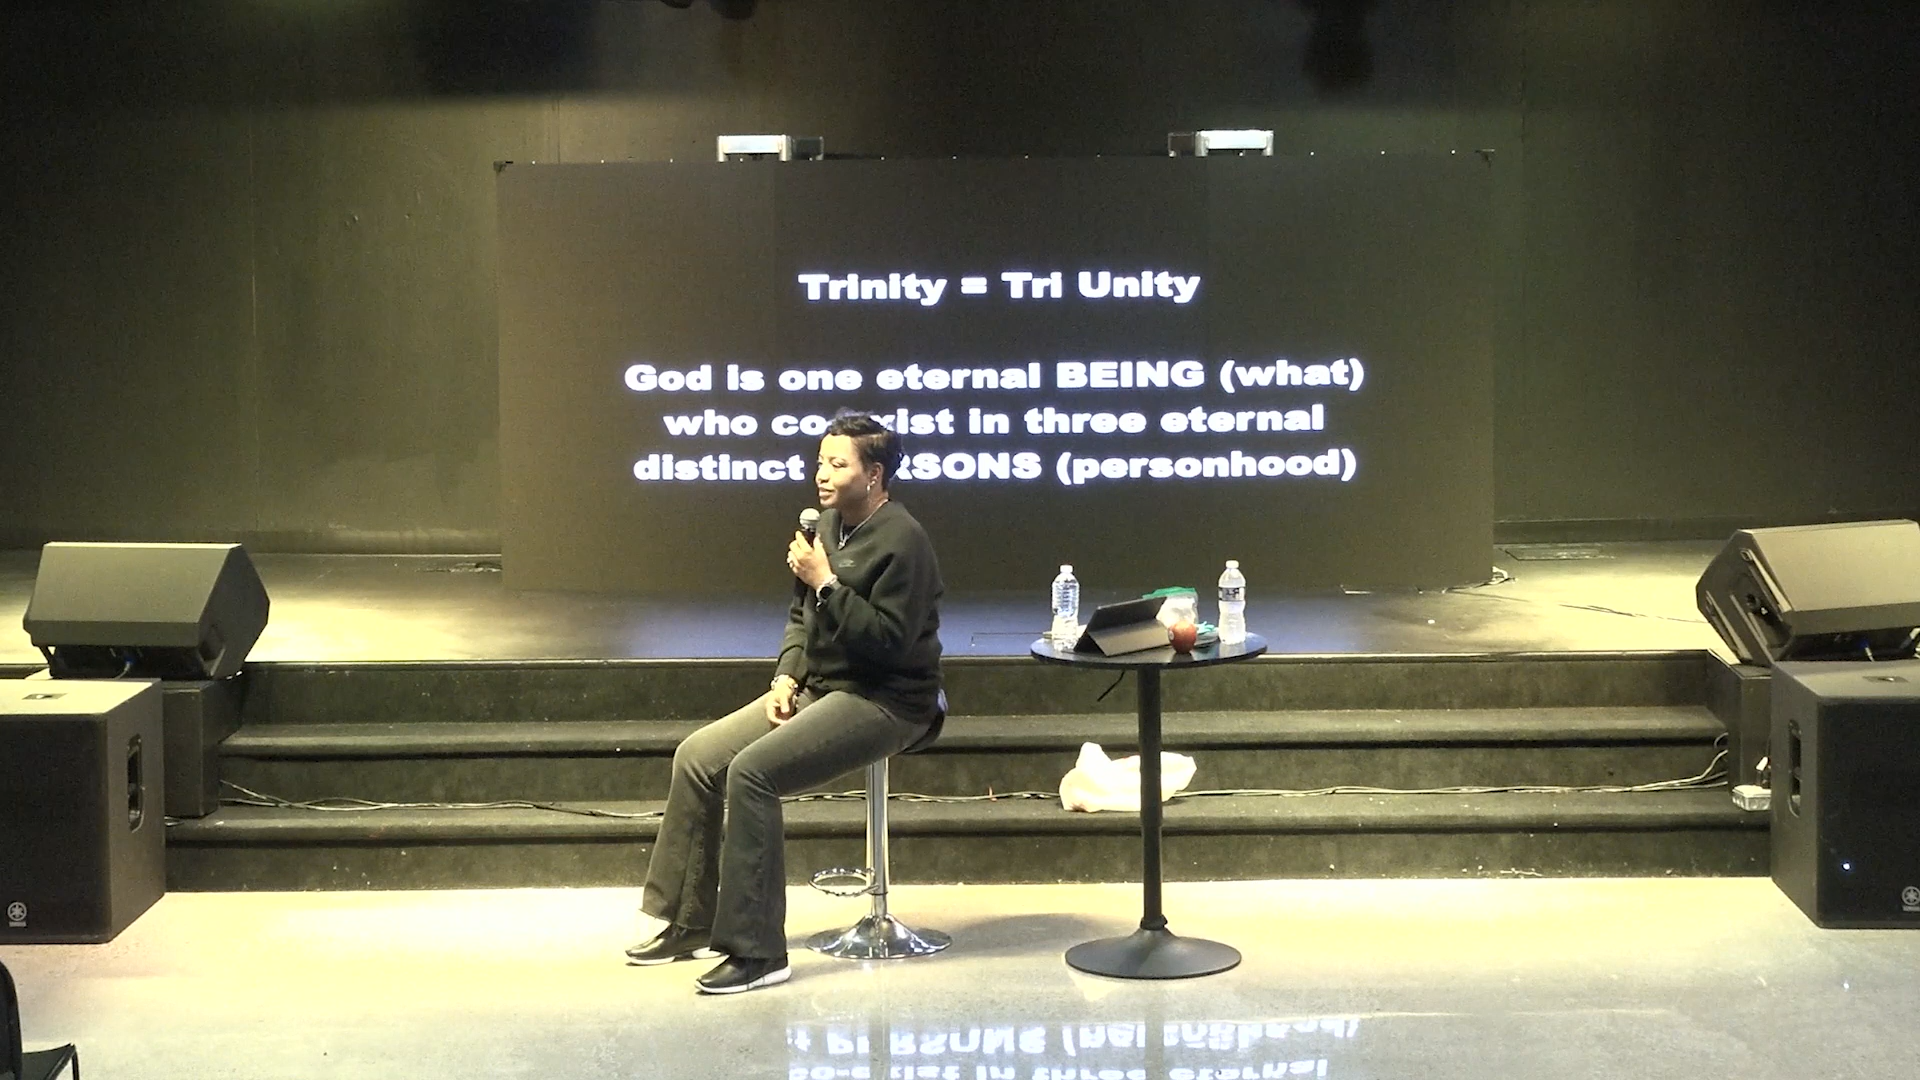 Trinity = Tri Unity
God is one eternal BEING (what)
who co- xist in three eternal
distinct RSONS (personhood)